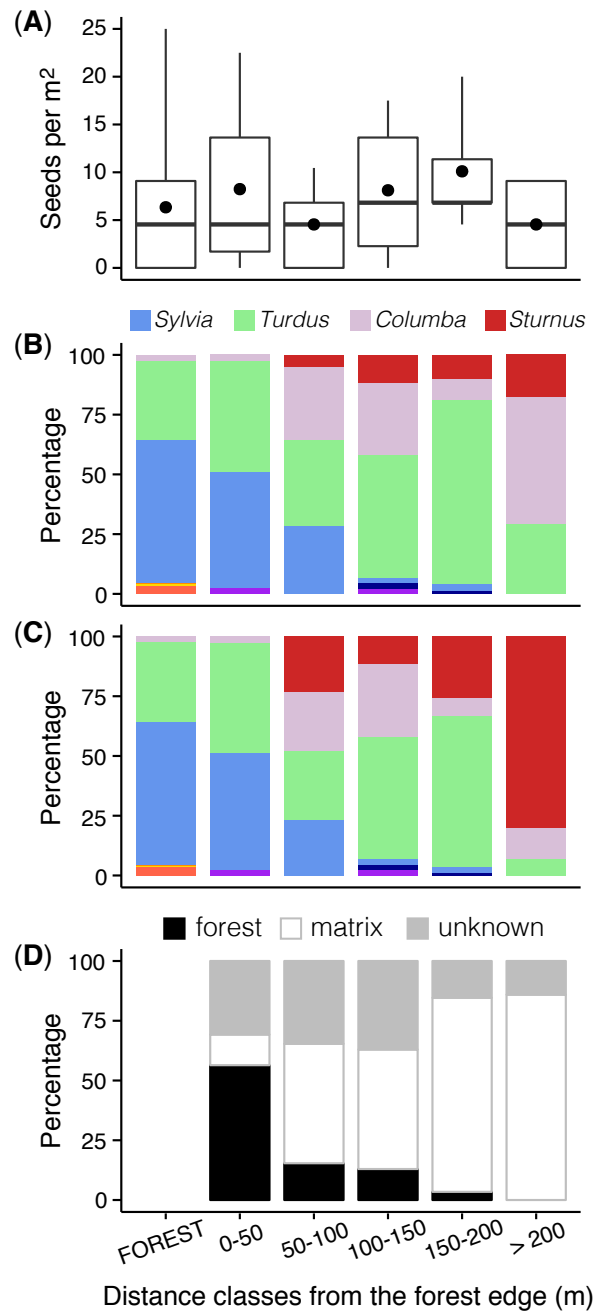 (A)
Seeds per m²
25
20
15
10
5
0
Sylvia Turdus Columba Sturnus
(B)
Percentage
100
75
50
25
0
(C)
Percentage
100
75
50
25
0
forest matrix unknown
(D)
Percentage
100
75
50
25
0
FOREST 0-50 50-100 100-150 150-200 > 200
Distance classes from the forest edge (m)